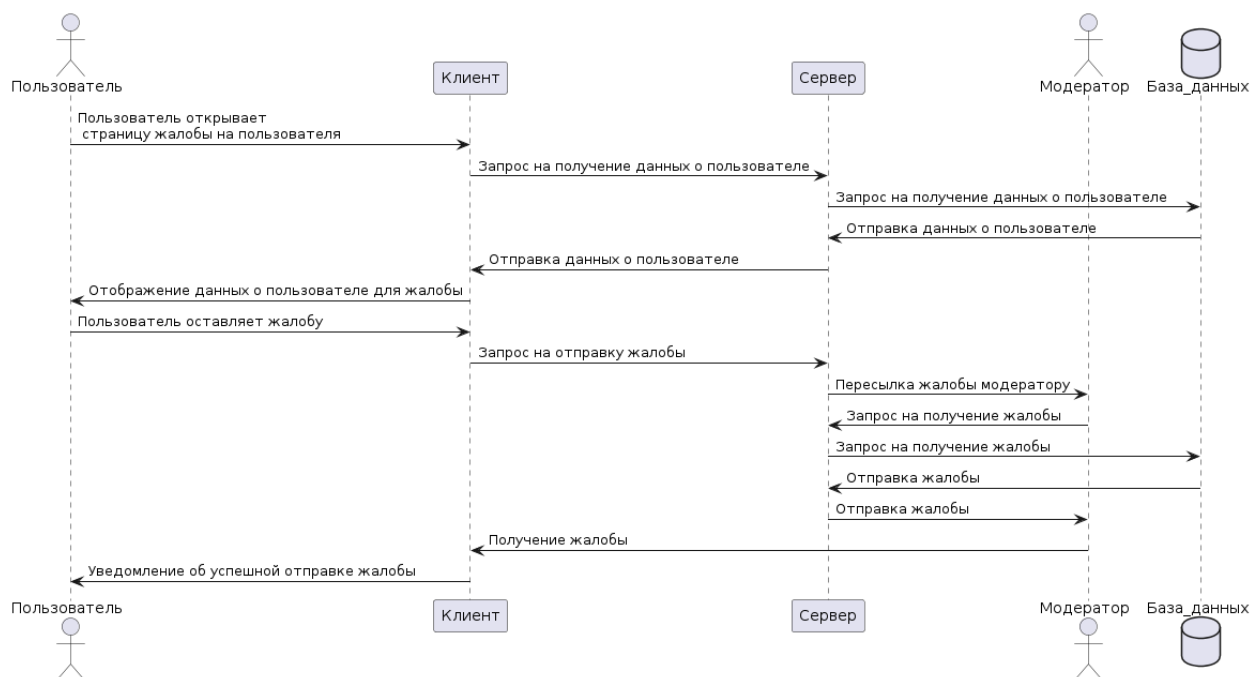 Пользователь
Клиент
Сервер
Модератор
База_данных
Пользователь открывает
страницу жалобы на пользователя
Запрос на получение данных о пользователе
Запрос на получение данных о пользователе
Отправка данных о пользователе
Отправка данных о пользователе
Отображение данных о пользователе для жалобы
Пользователь оставляет жалобу
Запрос на отправку жалобы
Пересылка жалобы модератору
Запрос на получение жалобы
Запрос на получение жалобы
Отправка жалобы
Отправка жалобы
Получение жалобы
Уведомление об успешной отправке жалобы
Пользователь
Клиент
Сервер
Модератор
База_данных